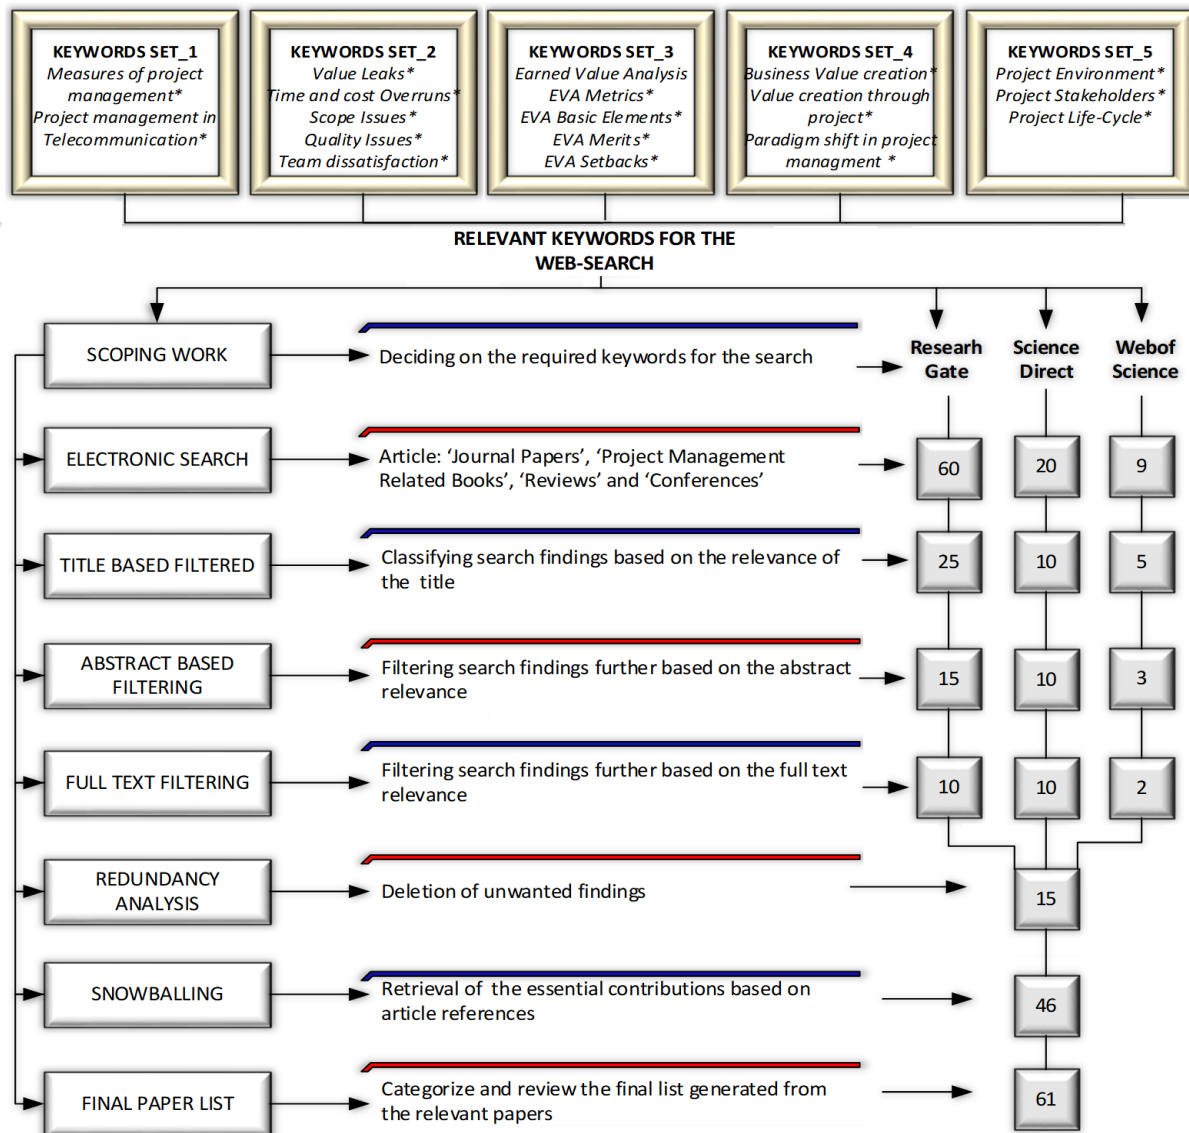 KEYWORDS SET_1
Measures of project
management*
Project management in
Telecommunication*
KEYWORDS SET_2
Value Leaks*
Time and cost Overruns*
Scope Issues*
Quality Issues*
Team dissatisfaction*
KEYWORDS SET_3
Earned Value Analysis
EVA Metrics*
EVA Basic Elements*
EVA Merits*
EVA Setbacks*
KEYWORDS SET_4
Business Value creation*
Value creation through
project*
Paradigm shift in project
managment *
KEYWORDS SET_5
Project Environment*
Project Stakeholders*
Project Life-Cycle*
RELEVANT KEYWORDS FOR THE
WEB-SEARCH
SCOPING WORK
Deciding on the required keywords for the search
Researh
Gate
Science
Direct
Webof
Science
ELECTRONIC SEARCH
Article: ‘Journal Papers’, ‘Project Management
Related Books’, ‘Reviews’ and ‘Conferences’
60
20
9
TITLE BASED FILTERED
Classifying search findings based on the relevance of
the title
25
10
5
ABSTRACT BASED
FILTERING
Filtering search findings further based on the abstract
relevance
15
10
3
FULL TEXT FILTERING
Filtering search findings further based on the full text
relevance
10
10
2
REDUNDANCY
ANALYSIS
Deletion of unwanted findings
15
SNOWBALLING
Retrieval of the essential contributions based on
article references
46
FINAL PAPER LIST
Categorize and review the final list generated from
the relevant papers
61